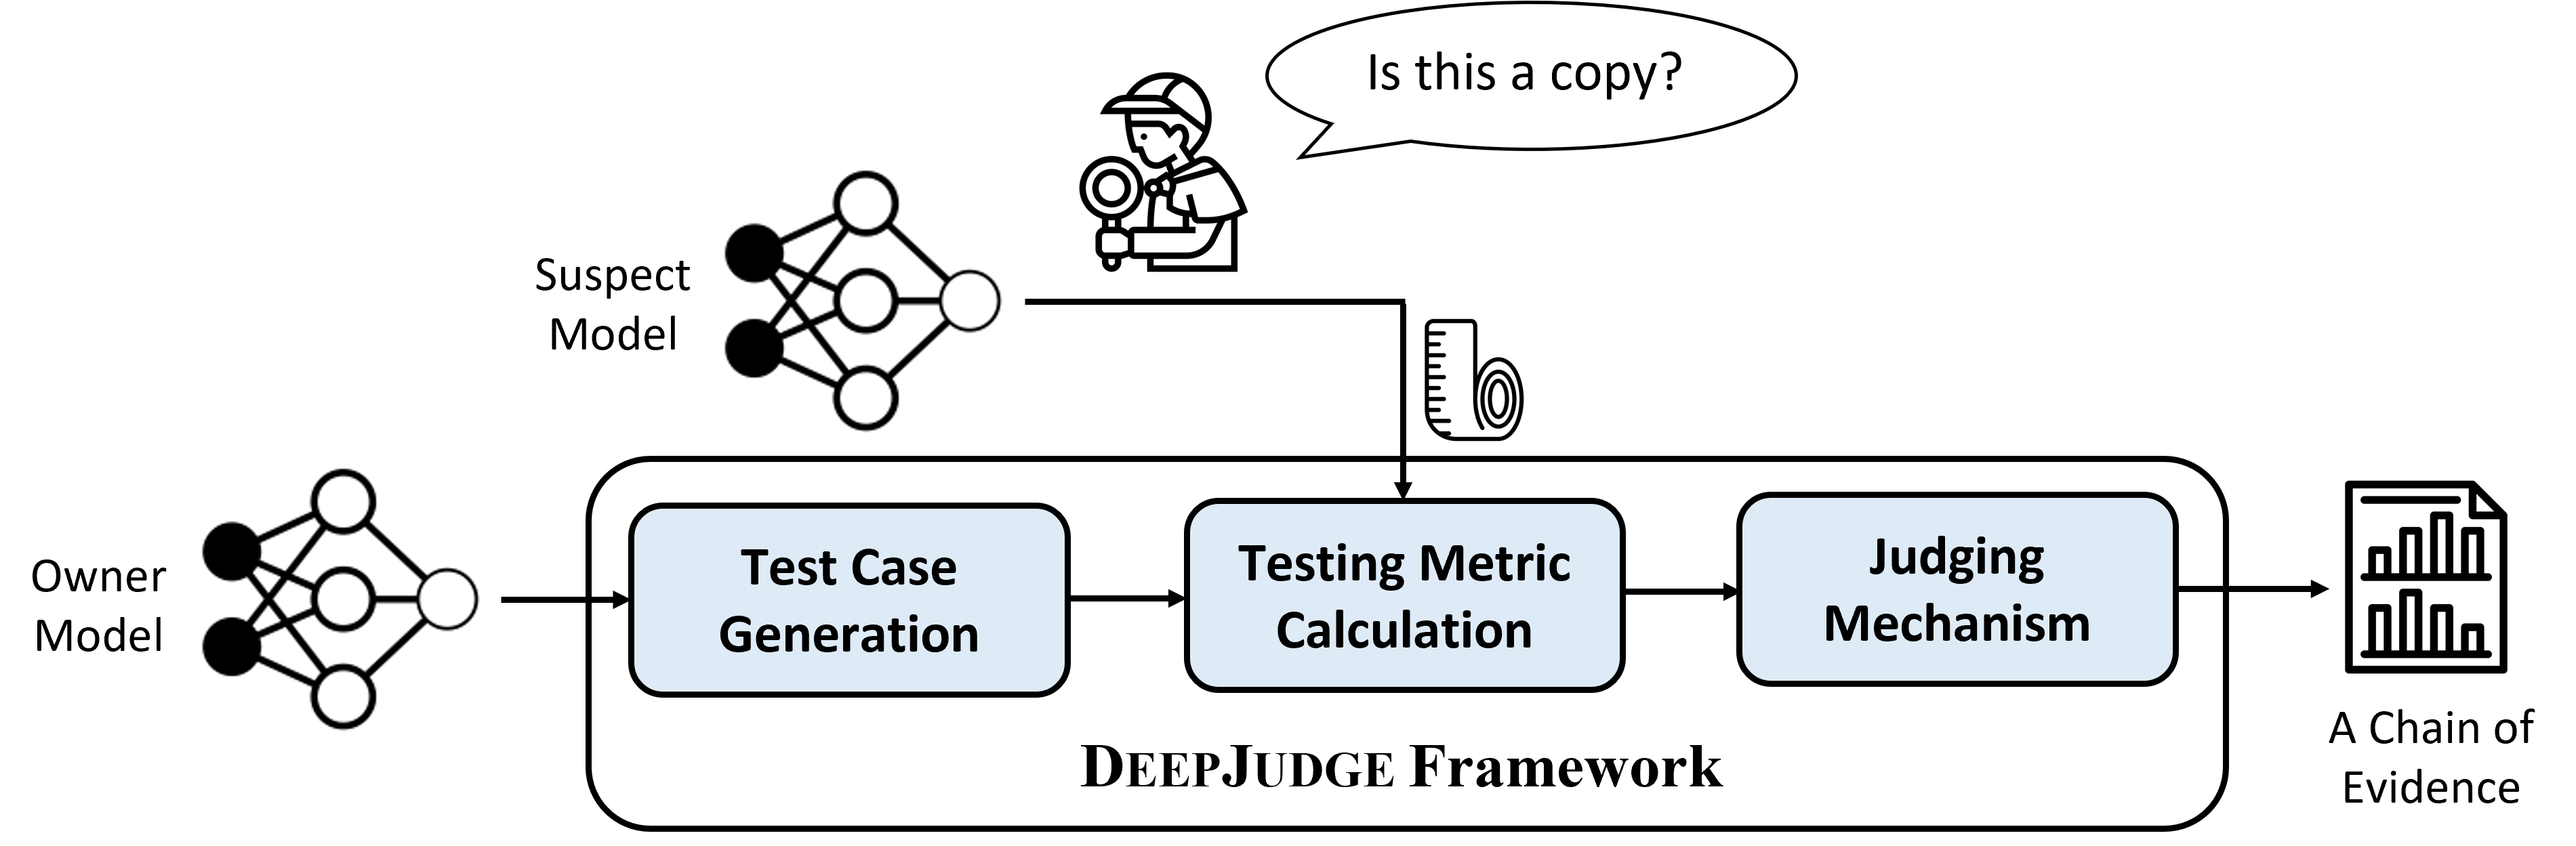 Is this a copy?
Suspect
Model
Owner
Model
Test Case
Generation
Testing Metric
Calculation
Judging
Mechanism
DEEPJUDGE Framework
A Chain of
Evidence